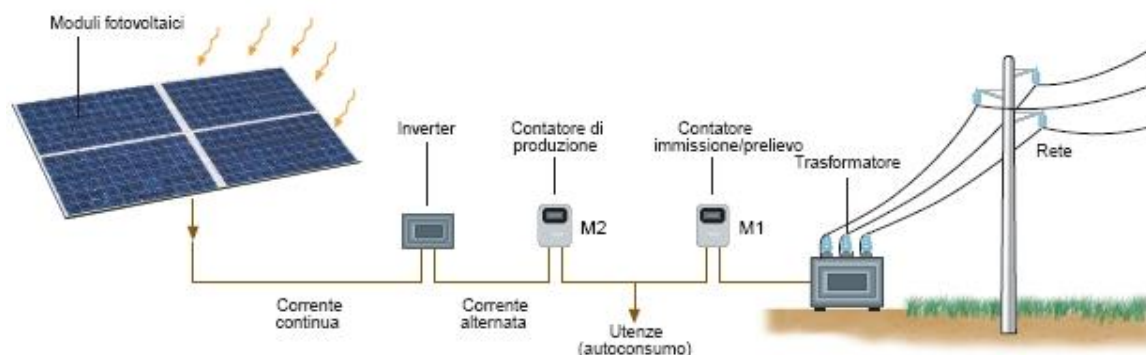 Moduli fotovoltaici
Inverter
Contatore di
produzione
Contatore
immissione/prelievo
Trasformatore
Rete
M2
M1
Corrente
continua
Corrente
alternata
Utenze
(autoconsumo)